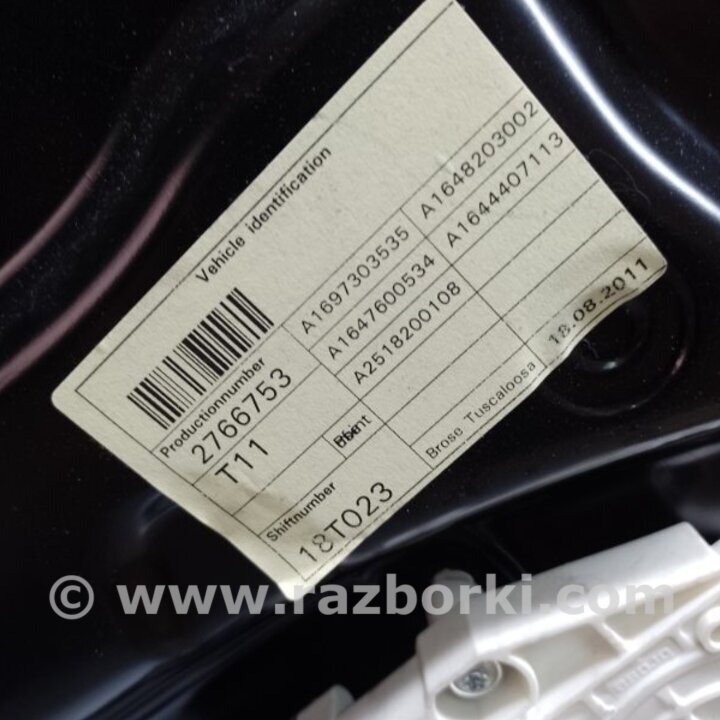 Vehicle identification
Productionnumber
2766753
T11
Shiftnumber
18T023
A1697303535
A1647600534
A2518200108
A1648203002
A1644407113
Brose Tuscaloosa
18.08.2011
© www.razborki.com